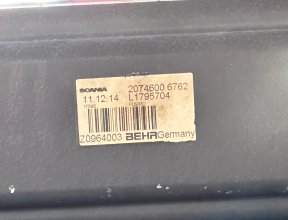 SCANIA 2074600 6762
11.12.14 L1795704
Z0964003 BEHR Germany